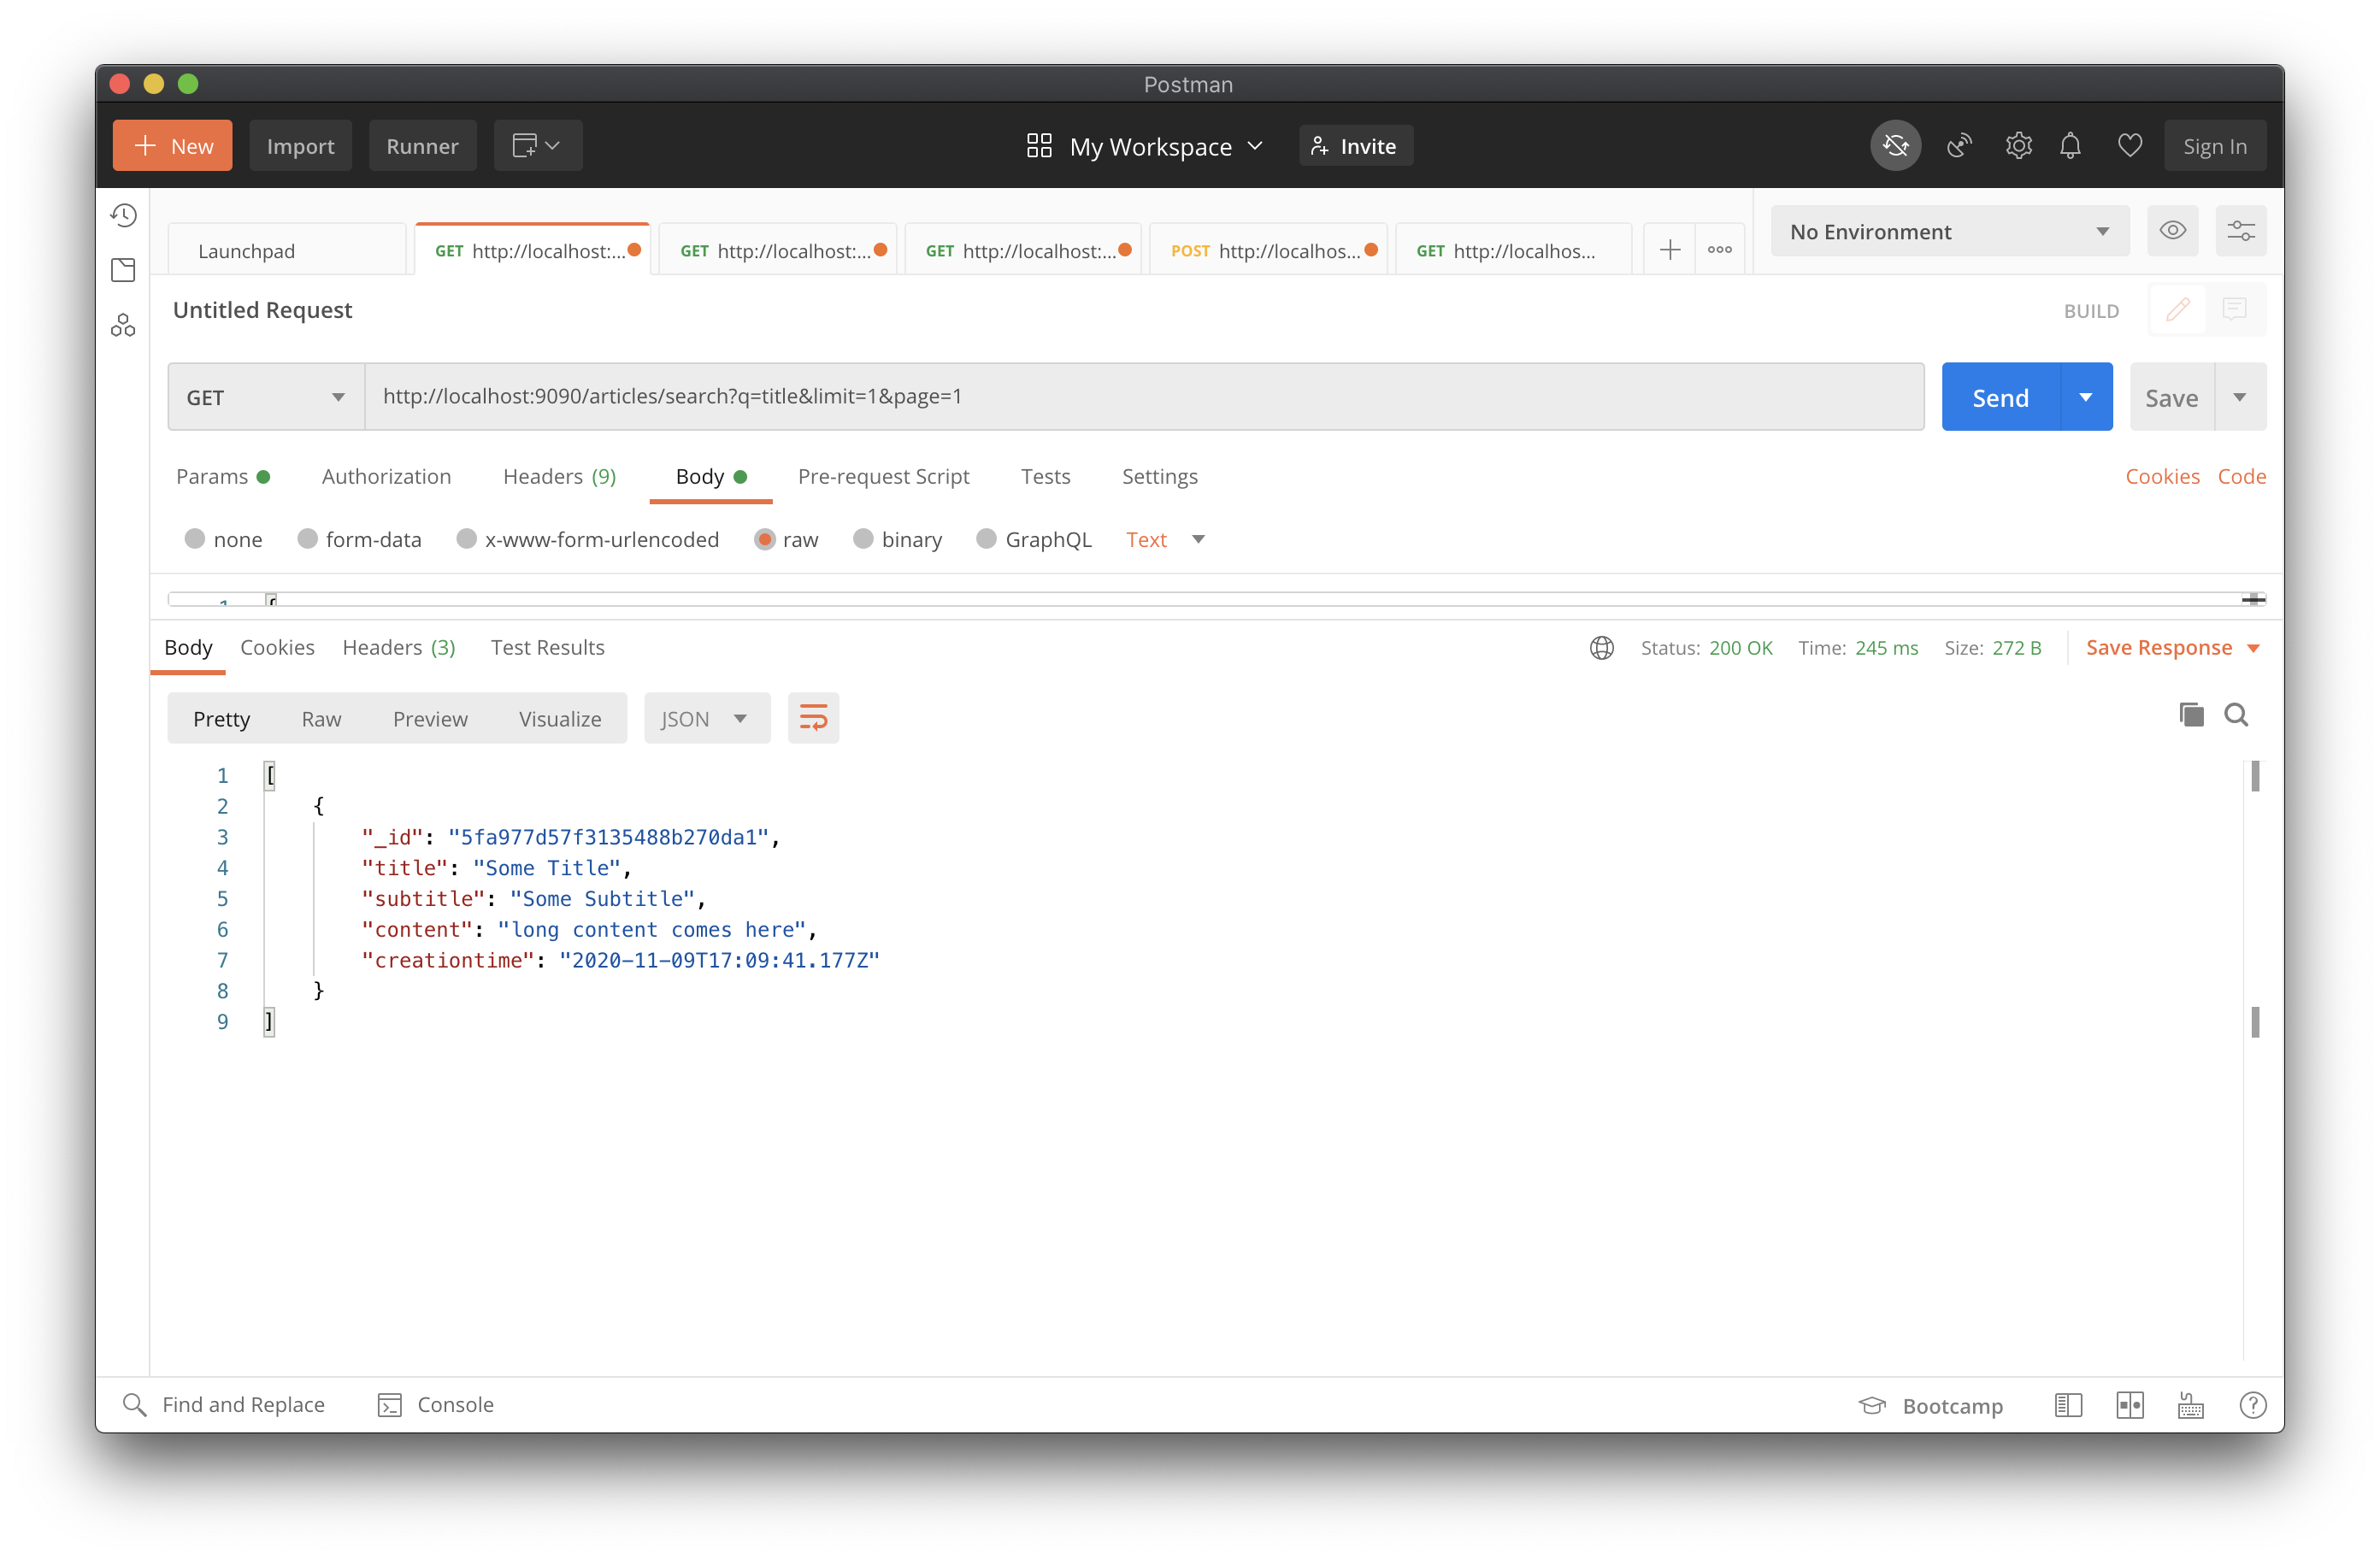 Postman
New Import Runner My Workspace Invite Sign In
Launchpad GET http://localhost:... GET http://localhost:... GET http://localhost:... POST http://localhos... GET http://localhos... No Environment
Untitled Request BUILD
GET http://localhost:9090/articles/search?q=title&limit=1&page=1 Send Save
Params Authorization Headers (9) Body Pre-request Script Tests Settings Cookies Code
none form-data x-www-form-urlencoded raw binary GraphQL Text
1 {
Body Cookies Headers (3) Test Results Status: 200 OK Time: 245 ms Size: 272 B Save Response
Pretty Raw Preview Visualize JSON
1 [
2 {
3 "_id": "5fa977d57f3135488b270da1",
4 "title": "Some Title",
5 "subtitle": "Some Subtitle",
6 "content": "long content comes here",
7 "creationtime": "2020-11-09T17:09:41.177Z"
8 }
9 ]
Find and Replace Console Bootcamp